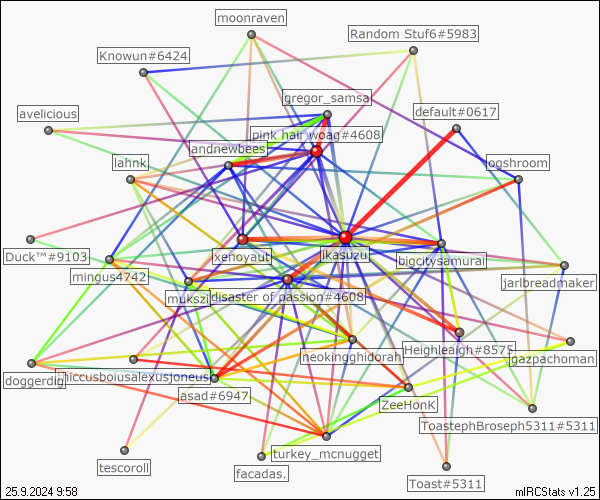 moonraven
Random Stuf6#5983
Knowun#6424
gregor_samsa
default#0617
avelicious
pink hair woag#4608
andnewbees
lahnk
ogshroom
Duck™#9103
xenoyaut
ikasuzu
bigcitysamurai
mingus4742
jarlbreadmaker
mukszi
disaster of passion#4608
neokingghidorah
Heighleaigh#8575
gazpachoman
doggerdig
hiccusboiusalexusjoneus
asad#6947
ZeeHonK
ToastephBroseph5311#5311
tescoroll
turkey_mcnugget
facadas.
Toast#5311
25.9.2024 9:58
mIRCStats v1.25